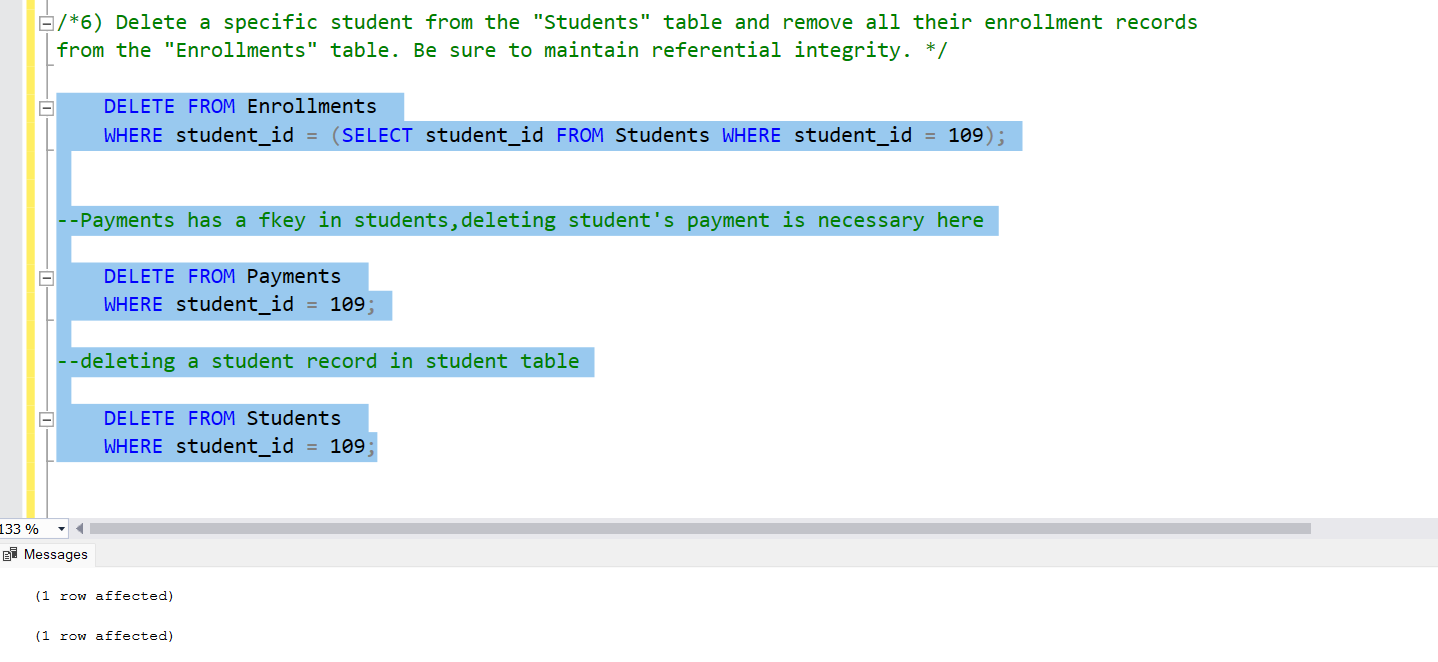 /*6) Delete a specific student from the "Students" table and remove all their enrollment records
from the "Enrollments" table. Be sure to maintain referential integrity. */
DELETE FROM Enrollments
WHERE student_id = (SELECT student_id FROM Students WHERE student_id = 109);
--Payments has a fkey in students,deleting student's payment is necessary here
DELETE FROM Payments
WHERE student_id = 109;
--deleting a student record in student table
DELETE FROM Students
WHERE student_id = 109;
133 %
Messages
(1 row affected)
(1 row affected)